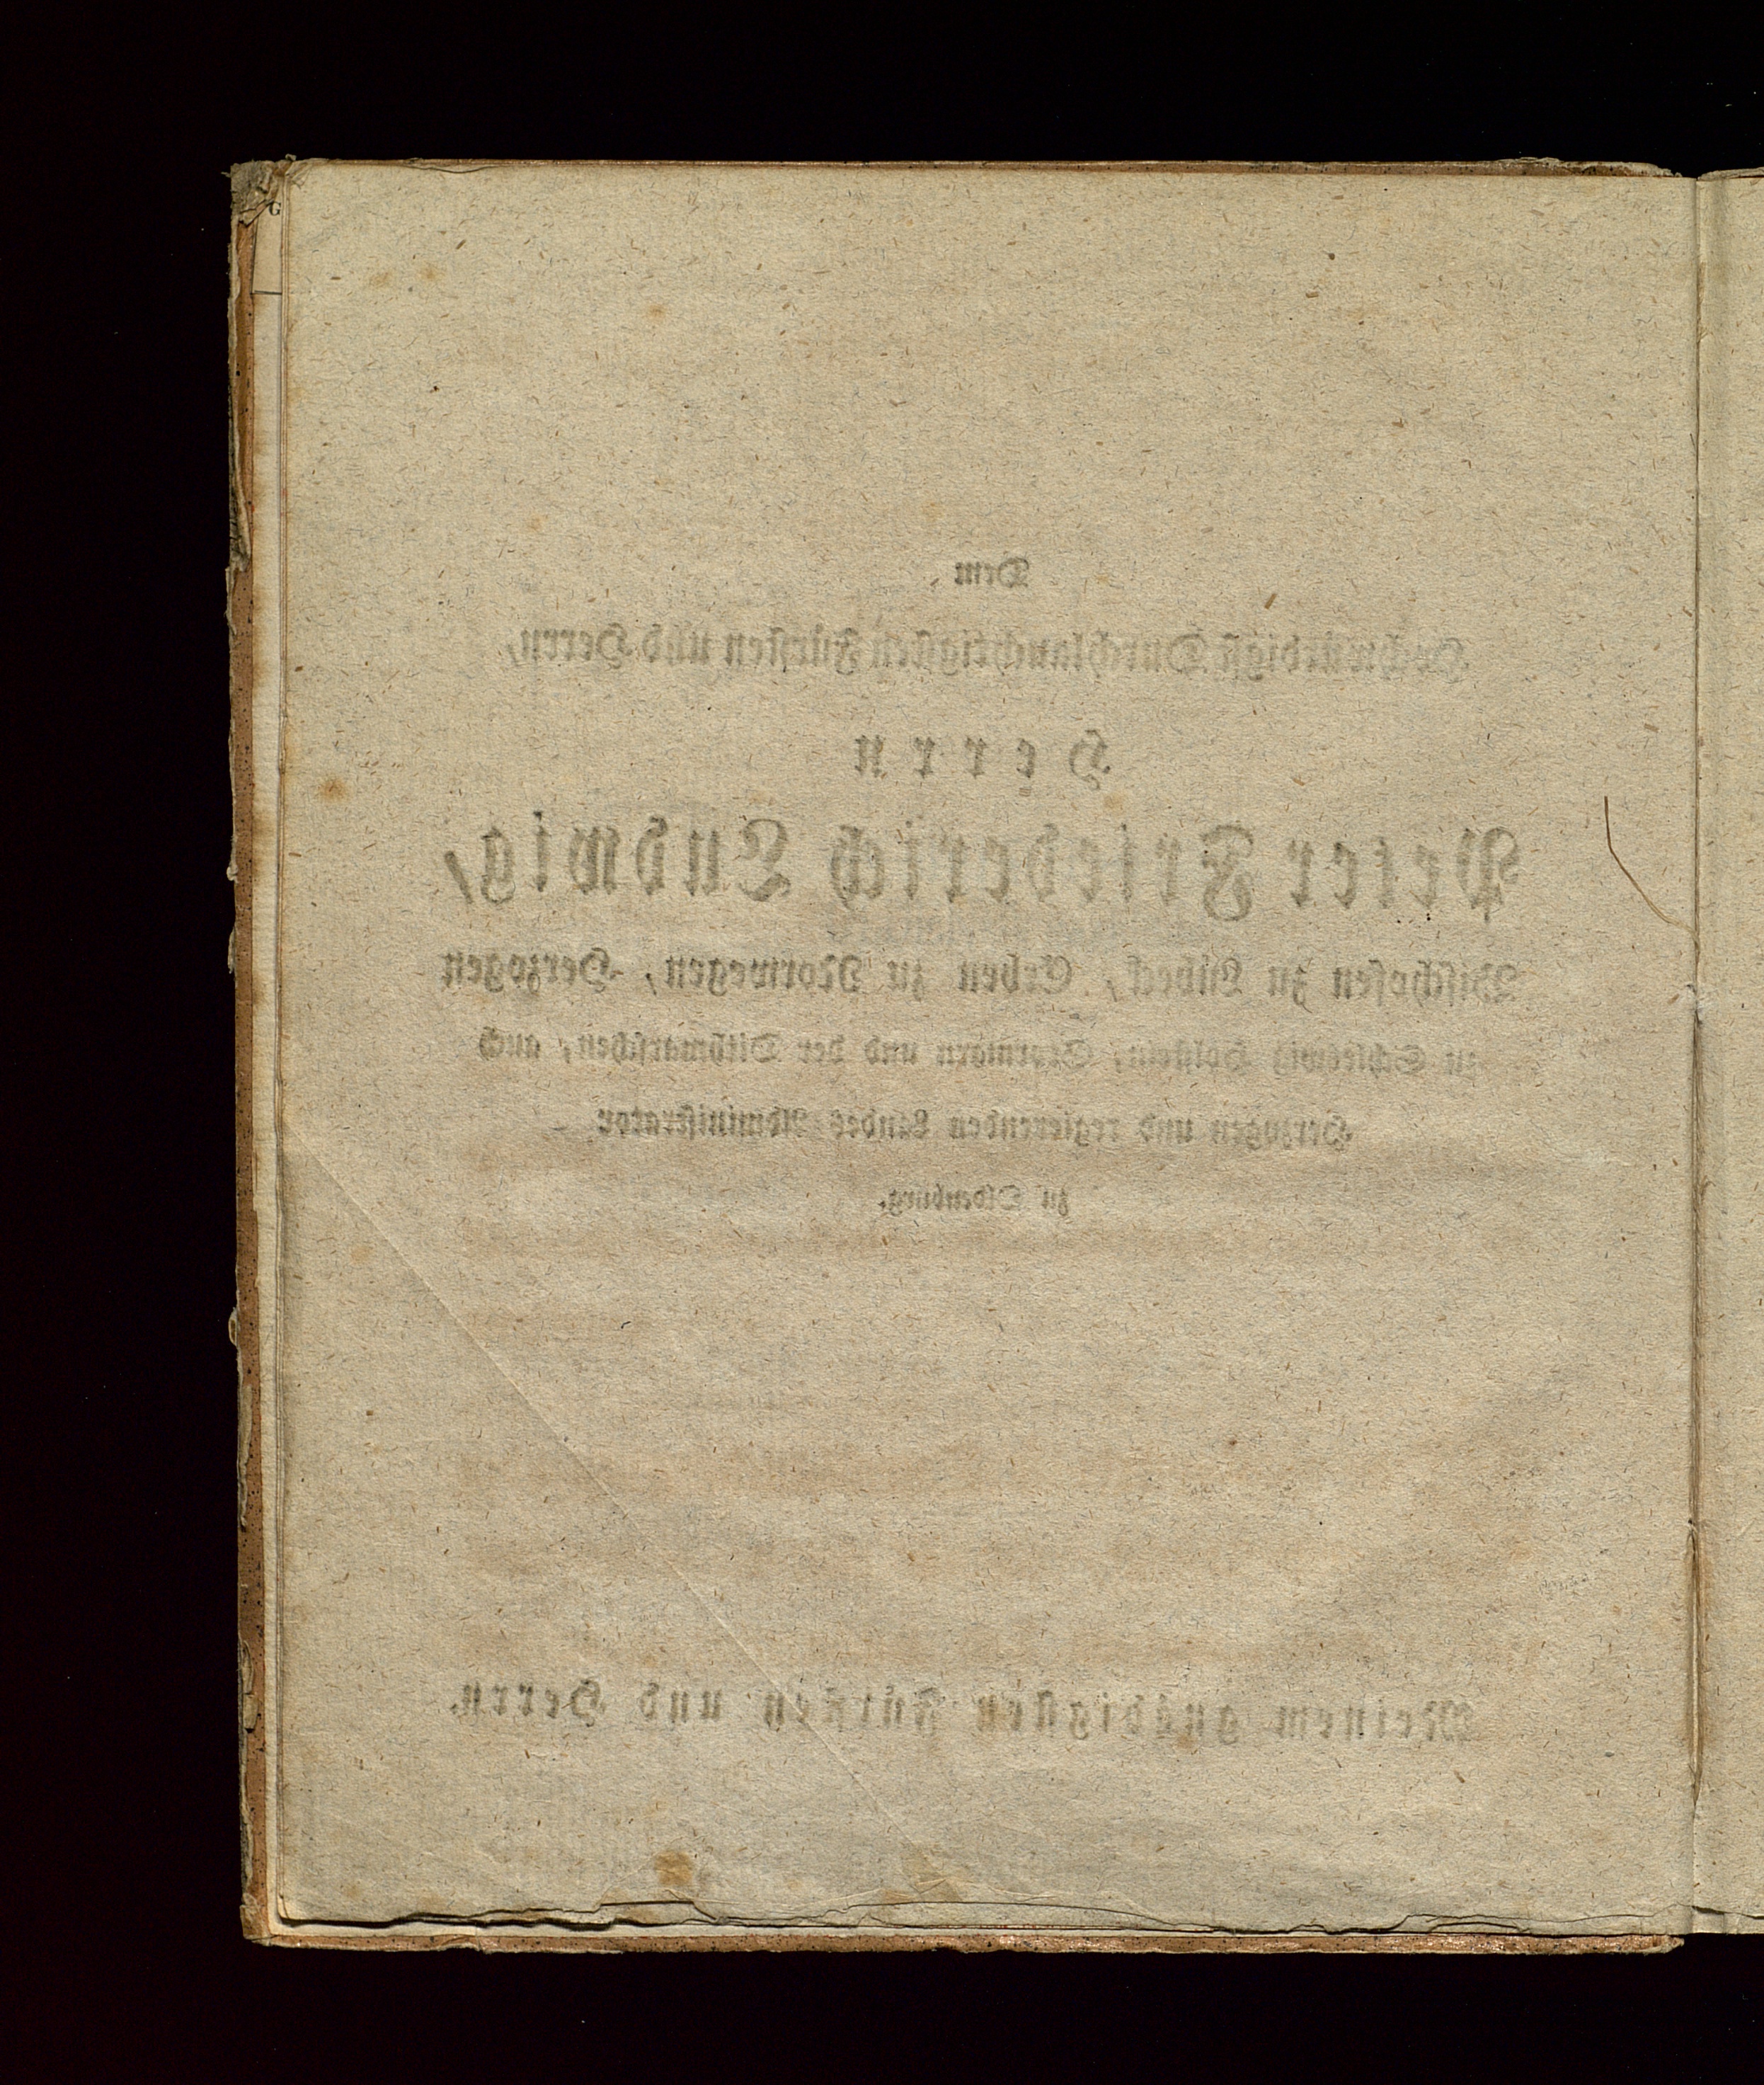 Dem
Hochwürdigst Durchlauchtigsten Fürsten und Herrn,
Herrn
Peter Friederich Ludwig,
Bischofen zu Lübeck, Erben zu Norwegen, Herzogen
zu Schleswig Holstein, Stormarn und der Dithmarschen, auch
Herzogen und regierenden Landes Administrator
zu Oldenburg,
Meinem gnädigsten Fürsten und Herrn.
G